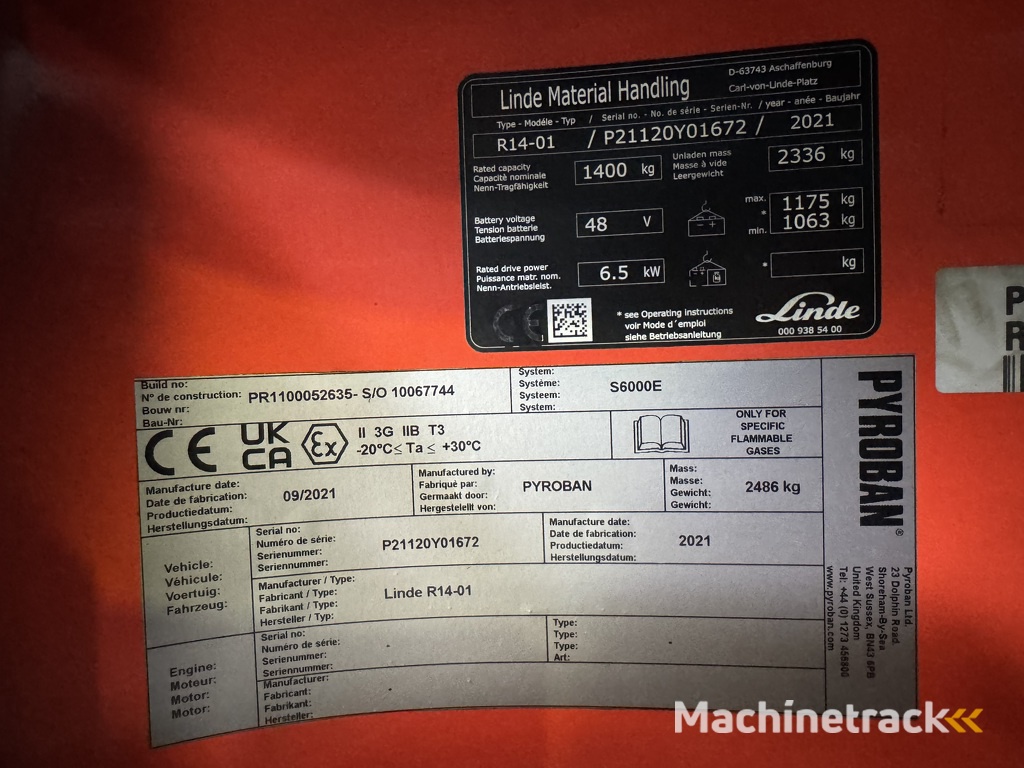 Linde Material Handling
D-63743 Aschaffenburg
Carl-von-Linde-Platz
Type - Modéle - Typ / Serial no. - No. de série - Serien-Nr. / year - anée - Baujahr
R14-01 / P21120Y01672 / 2021
Rated capacity
Capacité nominale
Nenn-Tragfähigkeit
1400 kg
Unladen mass
Masse à vide
Leergewicht
2336 kg
Battery voltage
Tension batterie
Batteriespannung
48 V
max. 1175 kg
*
min. 1063 kg
Rated drive power
Puissance matr. nom.
Nenn-Antriebsleist.
6.5 kW
* kg
CE
* see Operating Instructions
voir Mode d´emploi
siehe Betriebsanleitung
Linde
000 938 54 00
P
R
Build no:
N° de construction:
Bouw nr:
Bau-Nr:
PR1100052635- S/O 10067744
System:
Système:
Systeem:
System:
S6000E
CE UK CA Ex
II 3G IIB T3
-20°C≤ Ta ≤ +30°C
ONLY FOR
SPECIFIC
FLAMMABLE
GASES
Manufacture date:
Date de fabrication:
Productiedatum:
Herstellungsdatum:
09/2021
Manufactured by:
Fabriqué par:
Germaakt door:
Hergestelellt von:
PYROBAN
Mass:
Masse:
Gewicht:
Gewicht:
2486 kg
Vehicle:
Véhicule:
Voertuig:
Fahrzeug:
Serial no:
Numéro de série:
Serienummer:
Seriennummer:
P21120Y01672
Manufacture date:
Date de fabrication:
Productiedatum:
Herstellungsdatum:
2021
Manufacturer / Type:
Fabricant / Type:
Fabrikant / Type:
Hersteller / Typ:
Linde R14-01
Engine:
Moteur:
Motor:
Motor:
Serial no:
Numéro de série:
Serienummer:
Seriennummer:
.
Type:
Type:
Type:
Art:
.
Manufacturer:
Fabricant:
Fabrikant:
Hersteller:
PYROBAN®
Pyroban Ltd.
23 Dolphin Road
Shoreham-By-Sea
West Sussex, BN43 6PB
United Kingdom
Tel: +44 (0) 1273 456800
www.pyroban.com
Machinetrack